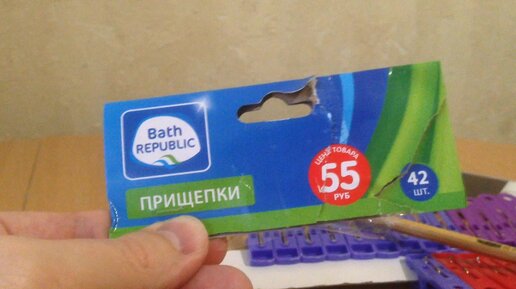 Bath
REPUBLIC
ПРИЩЕПКИ
ЦЕНА ТОВАРА
55
РУБ
42
ШТ.